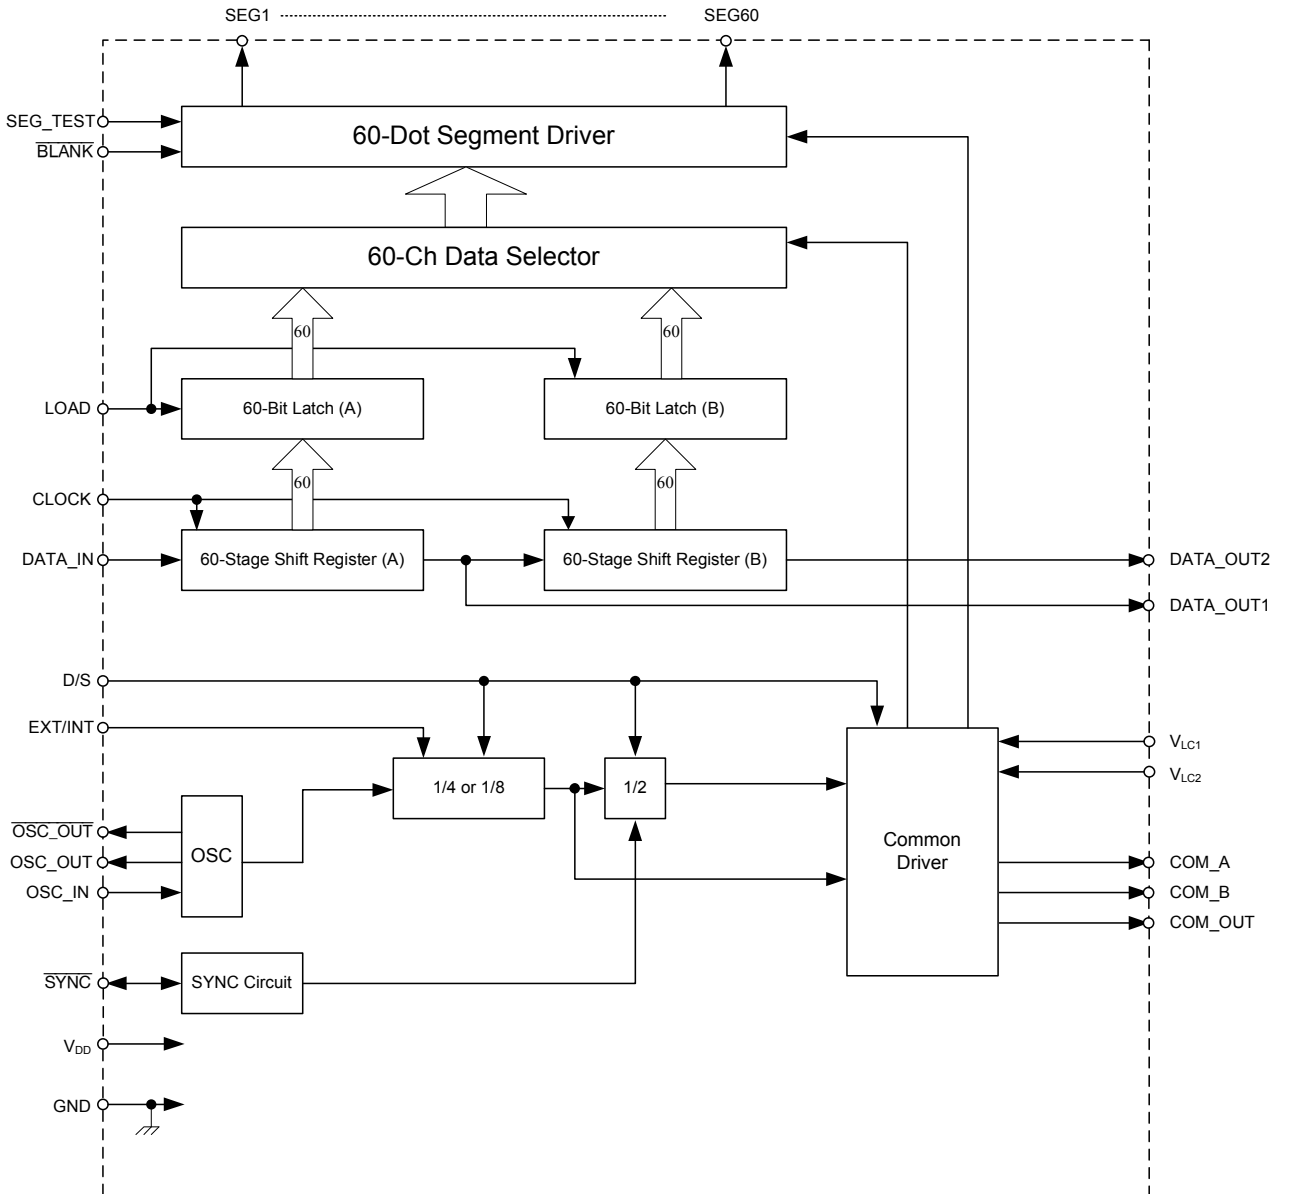 SEG1 SEG60
SEG_TEST
BLANK
60-Dot Segment Driver
60-Ch Data Selector
60 60
LOAD
60-Bit Latch (A) 60-Bit Latch (B)
60 60
CLOCK
DATA_IN
60-Stage Shift Register (A) 60-Stage Shift Register (B)
DATA_OUT2
DATA_OUT1
D/S
EXT/INT
1/4 or 1/8 1/2
VLC1
VLC2
OSC_OUT
OSC_OUT
OSC_IN
OSC
Common
Driver
COM_A
COM_B
COM_OUT
SYNC
SYNC Circuit
VDD
GND